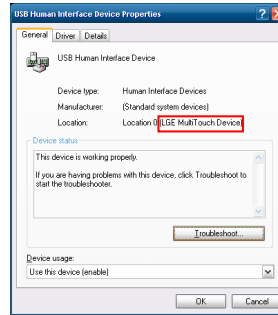 USB Human Interface Device Properties
General Driver Details
USB Human Interface Device
Device type: Human Interface Devices
Manufacturer: (Standard system devices)
Location: Location 0 (LGE MultiTouch Device)
Device status
This device is working properly.
If you are having problems with this device, click Troubleshoot to
start the troubleshooter.
Troubleshoot...
Device usage:
Use this device (enable)
OK Cancel